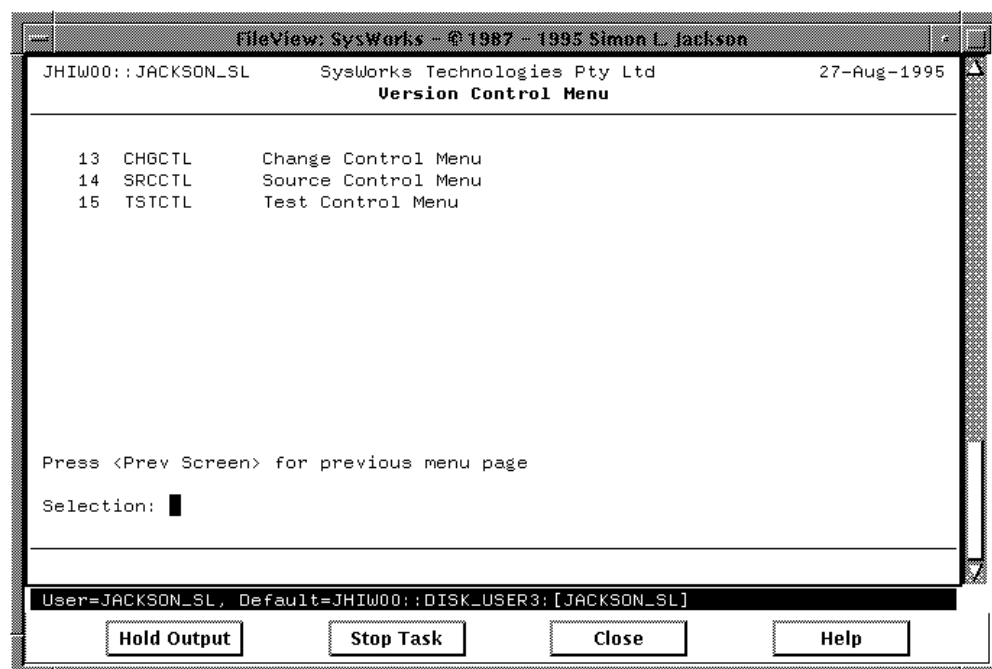 FileView: SysWorks - © 1987 - 1995 Simon L. Jackson
JHIW00::JACKSON_SL SysWorks Technologies Pty Ltd 27-Aug-1995
Version Control Menu
13 CHGCTL Change Control Menu
14 SRCCTL Source Control Menu
15 TSTCTL Test Control Menu
Press <Prev Screen> for previous menu page
Selection:
User=JACKSON_SL, Default=JHIW00::DISK_USER3:[JACKSON_SL]
Hold Output Stop Task Close Help